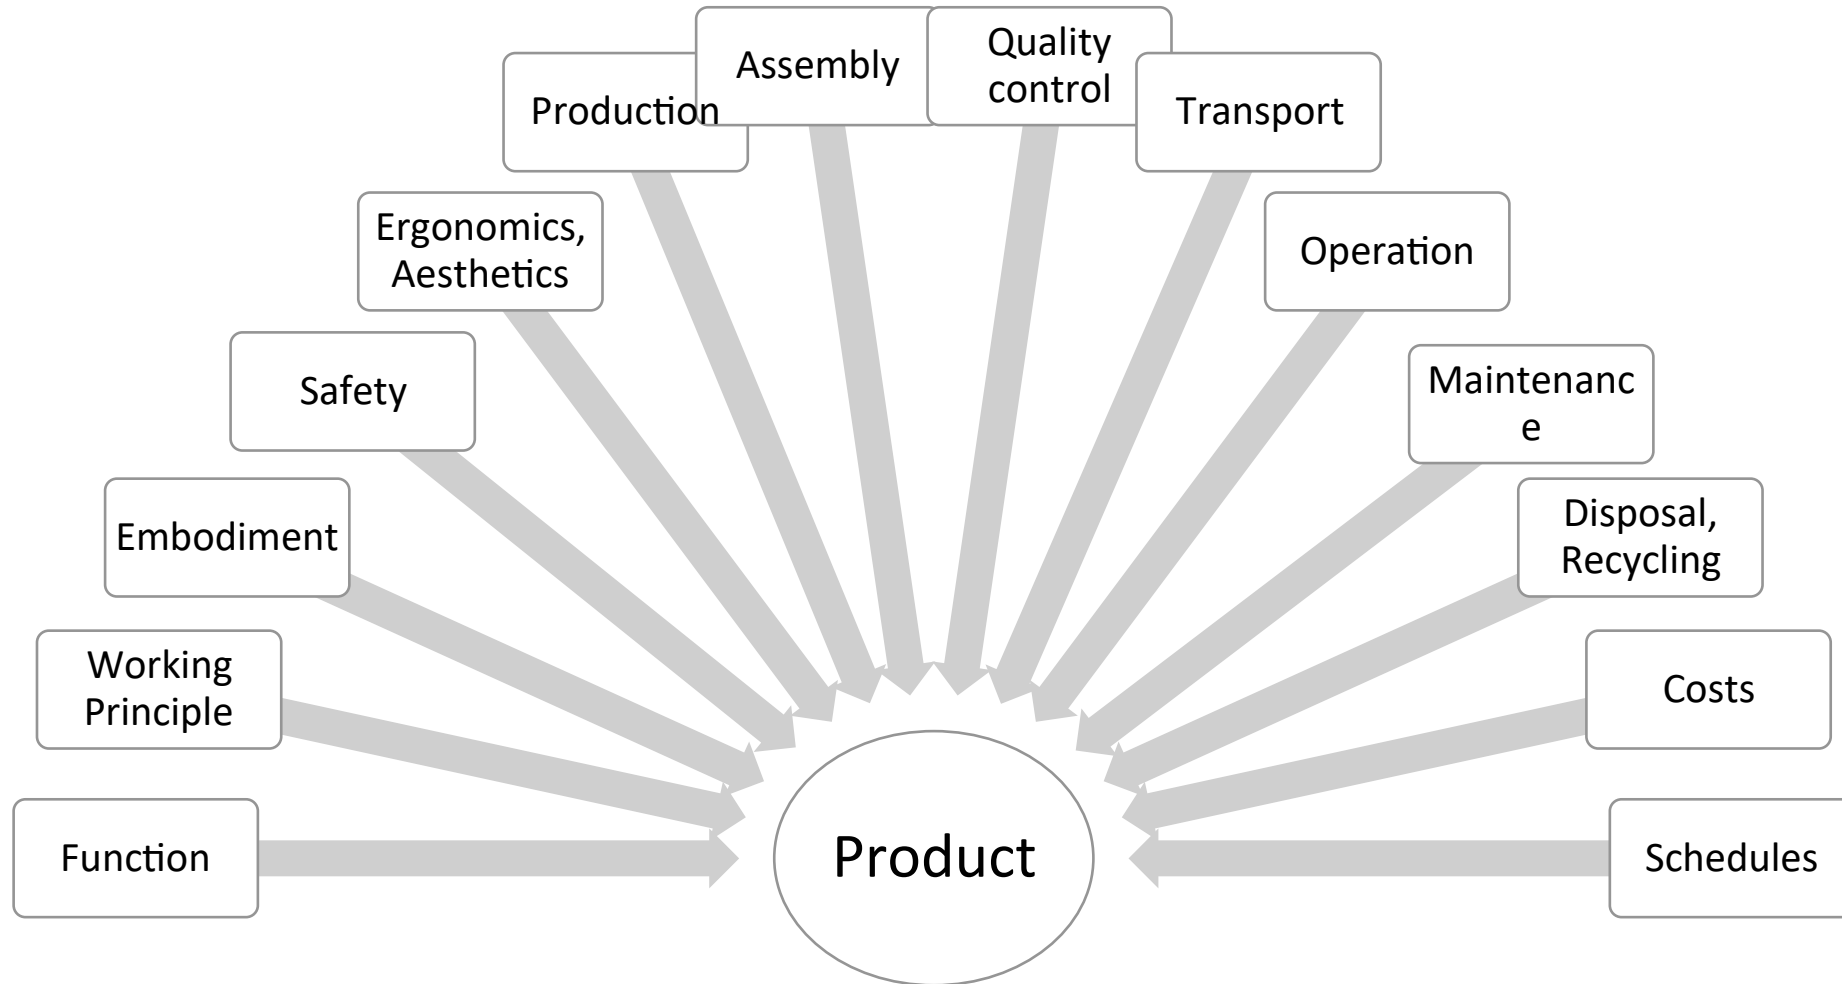 Quality
control
Assembly
Production
Transport
Ergonomics,
Aesthetics
Operation
Safety
Maintenanc
e
Embodiment
Disposal,
Recycling
Working
Principle
Costs
Function
Product
Schedules